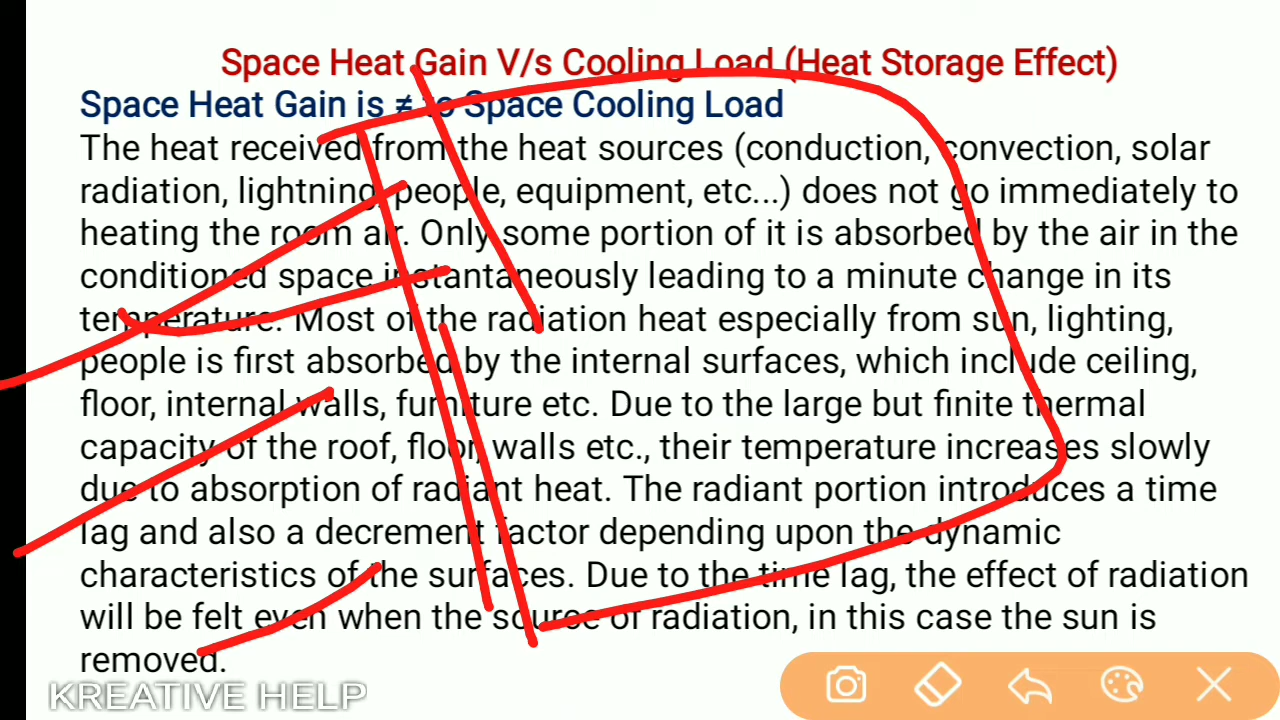 Space Heat Gain V/s Cooling Load (Heat Storage Effect)
Space Heat Gain is ≠ to Space Cooling Load
The heat received from the heat sources (conduction, convection, solar
radiation, lightning, people, equipment, etc...) does not go immediately to
heating the room air. Only some portion of it is absorbed by the air in the
conditioned space instantaneously leading to a minute change in its
temperature. Most of the radiation heat especially from sun, lighting,
people is first absorbed by the internal surfaces, which include ceiling,
floor, internal walls, furniture etc. Due to the large but finite thermal
capacity of the roof, floor, walls etc., their temperature increases slowly
due to absorption of radiant heat. The radiant portion introduces a time
lag and also a decrement factor depending upon the dynamic
characteristics of the surfaces. Due to the time lag, the effect of radiation
will be felt even when the source of radiation, in this case the sun is
removed.
KREATIVE HELP